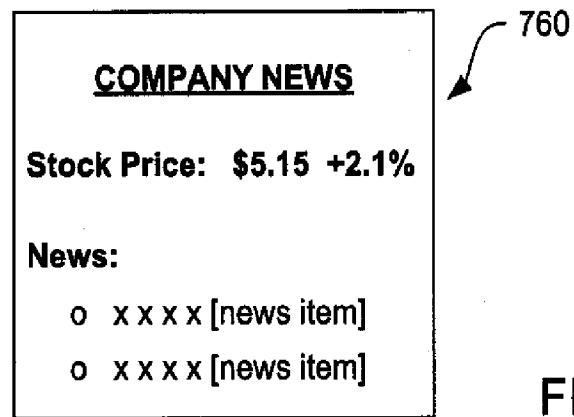 760
COMPANY NEWS
Stock Price: $5.15 +2.1%
News:
o x x x x [news item]
o x x x x [news item]